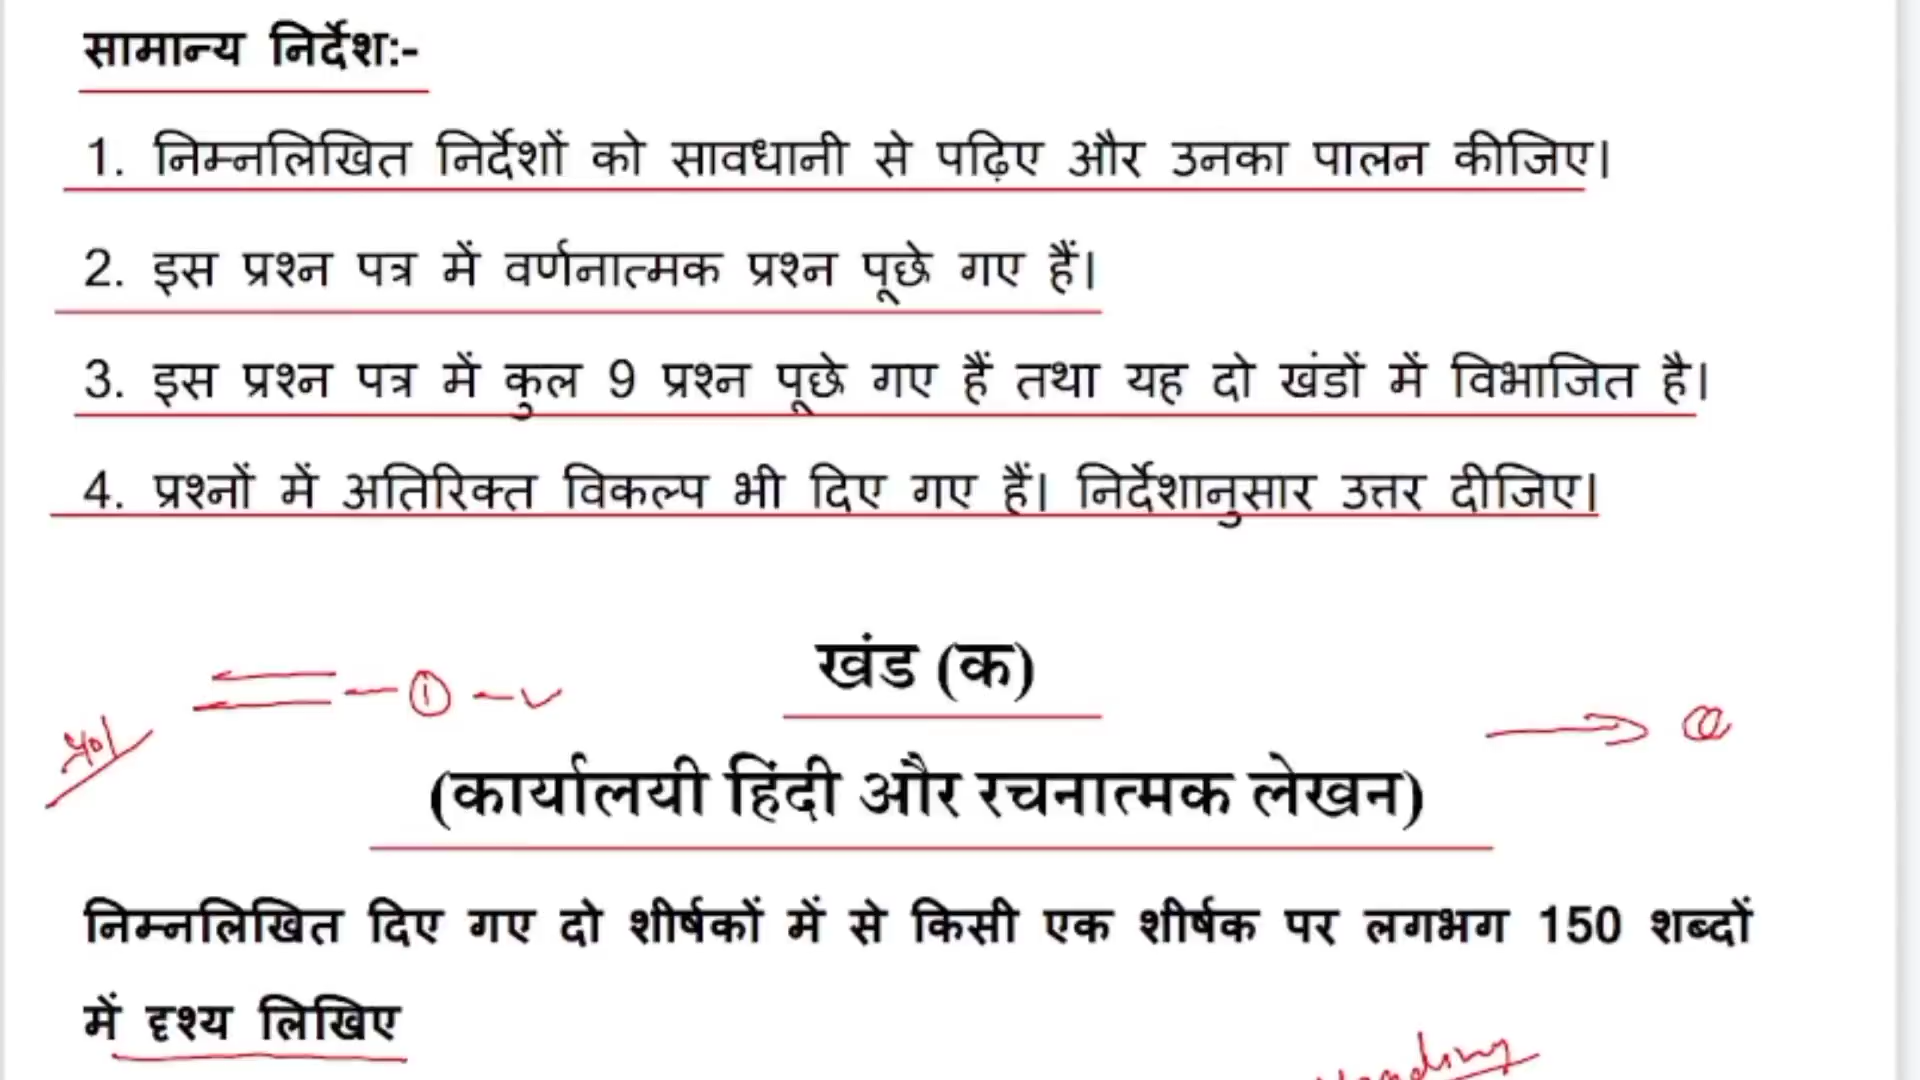 सामान्य निर्देश:-
1. निम्नलिखित निर्देशों को सावधानी से पढ़िए और उनका पालन कीजिए।
2. इस प्रश्न पत्र में वर्णनात्मक प्रश्न पूछे गए हैं।
3. इस प्रश्न पत्र में कुल 9 प्रश्न पूछे गए हैं तथा यह दो खंडों में विभाजित है।
4. प्रश्नों में अतिरिक्त विकल्प भी दिए गए हैं। निर्देशानुसार उत्तर दीजिए।
खंड (क)
①
(कार्यालयी हिंदी और रचनात्मक लेखन)
निम्नलिखित दिए गए दो शीर्षकों में से किसी एक शीर्षक पर लगभग 150 शब्दों
में दृश्य लिखिए
Heading